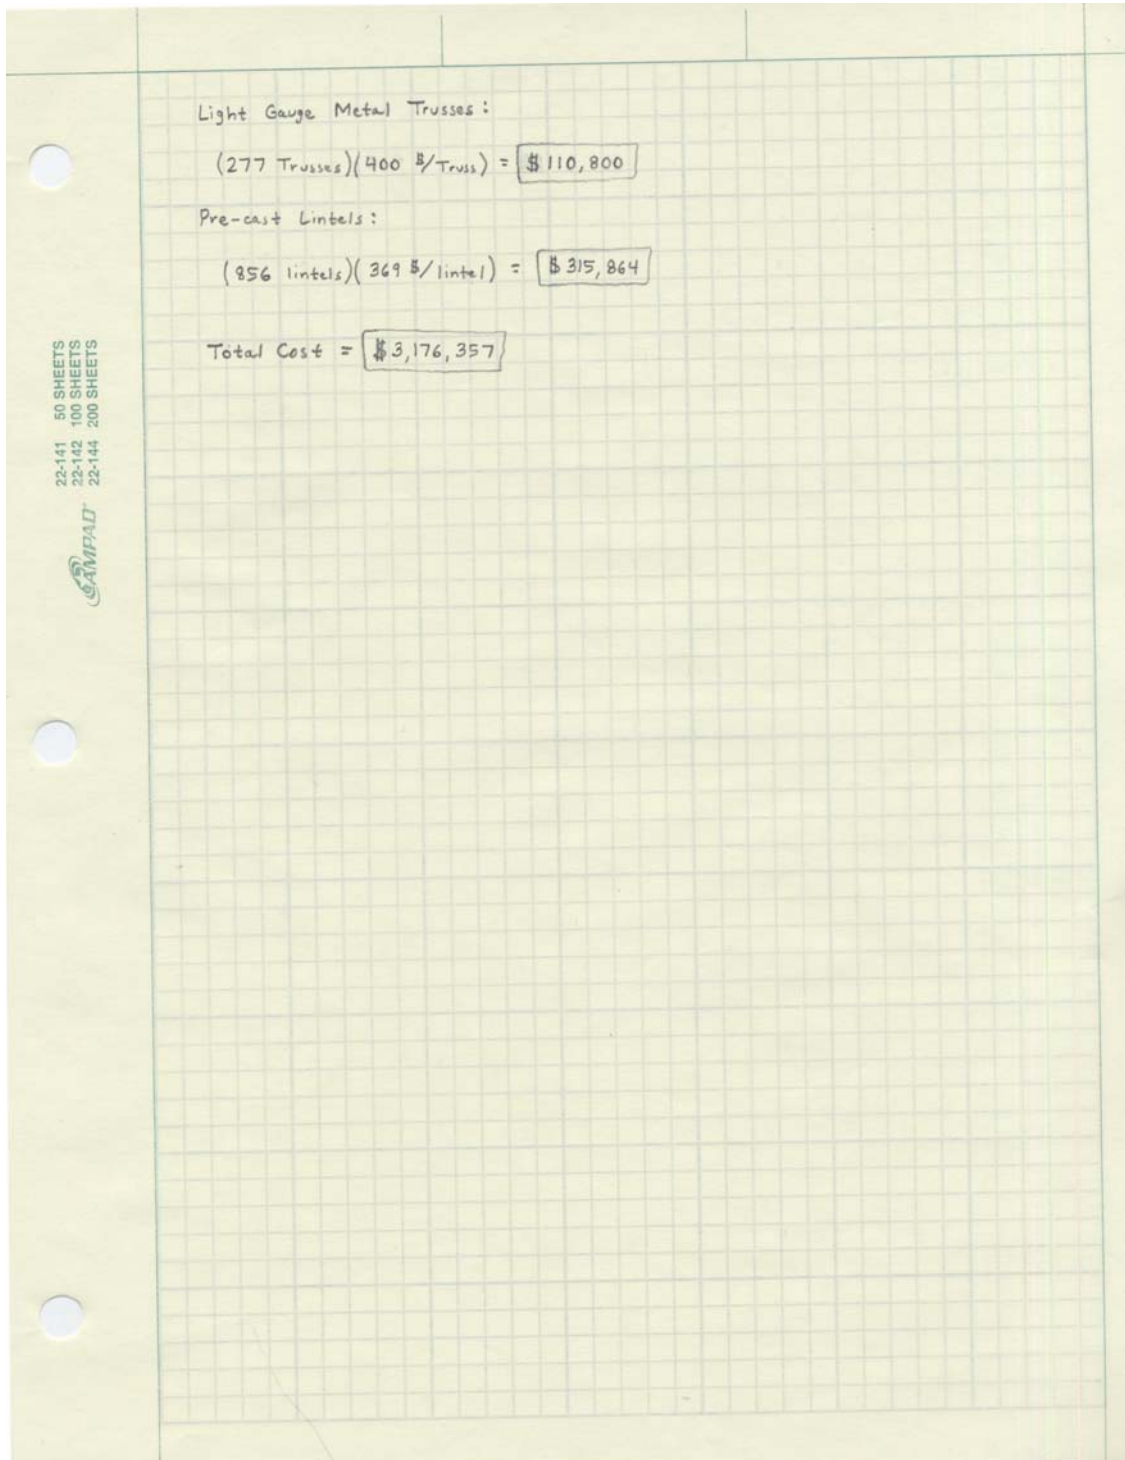 Light Gauge Metal Trusses:
(277 Trusses)(400 $/Truss) = $110,800
Pre-cast Lintels:
(856 lintels)(369 $/lintel) = $315,864
Total Cost = $3,176,357
22-141 50 SHEETS
22-142 100 SHEETS
22-144 200 SHEETS
AMPAD